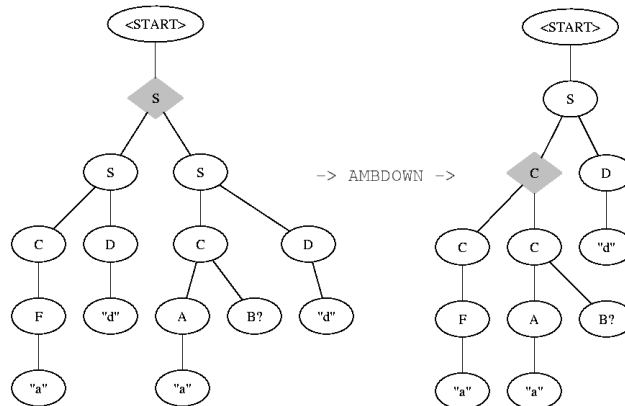 <START> <START>
S S
S S -> AMBDOWN -> C D
C D C D C C "d"
F "d" A B? "d" F A B?
"a" "a" "a" "a"